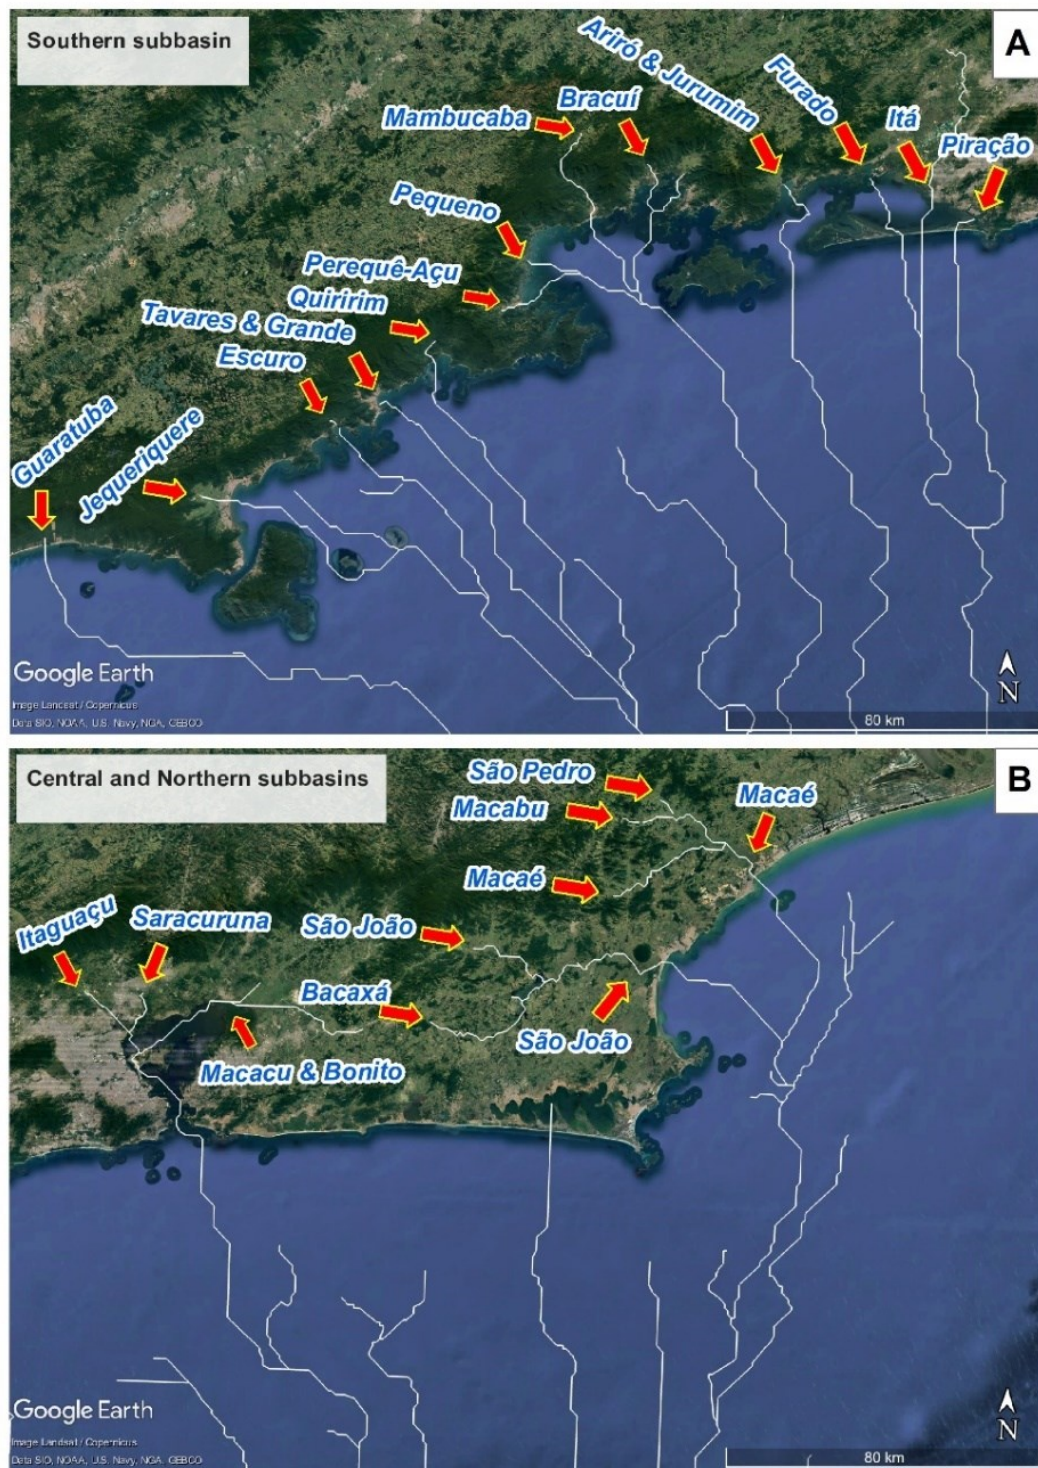 Southern subbasin
A
Ariró & Jurumim
Furado
Bracuí
Itá
Mambucaba
Piração
Pequeno
Perequê-Açu
Quiririm
Tavares & Grande
Escuro
Guaratuba
Jequeriquere
Google Earth
Image Landsat / Copernicus
Data SIO, NOAA, U.S. Navy, NGA, GEBCO
N
80 km
Central and Northern subbasins
B
São Pedro
Macabu
Macaé
Macaé
Itaguaçu
Saracuruna
São João
Bacaxá
São João
Macacu & Bonito
Google Earth
Image Landsat / Copernicus
Data SIO, NOAA, U.S. Navy, NGA, GEBCO
N
80 km